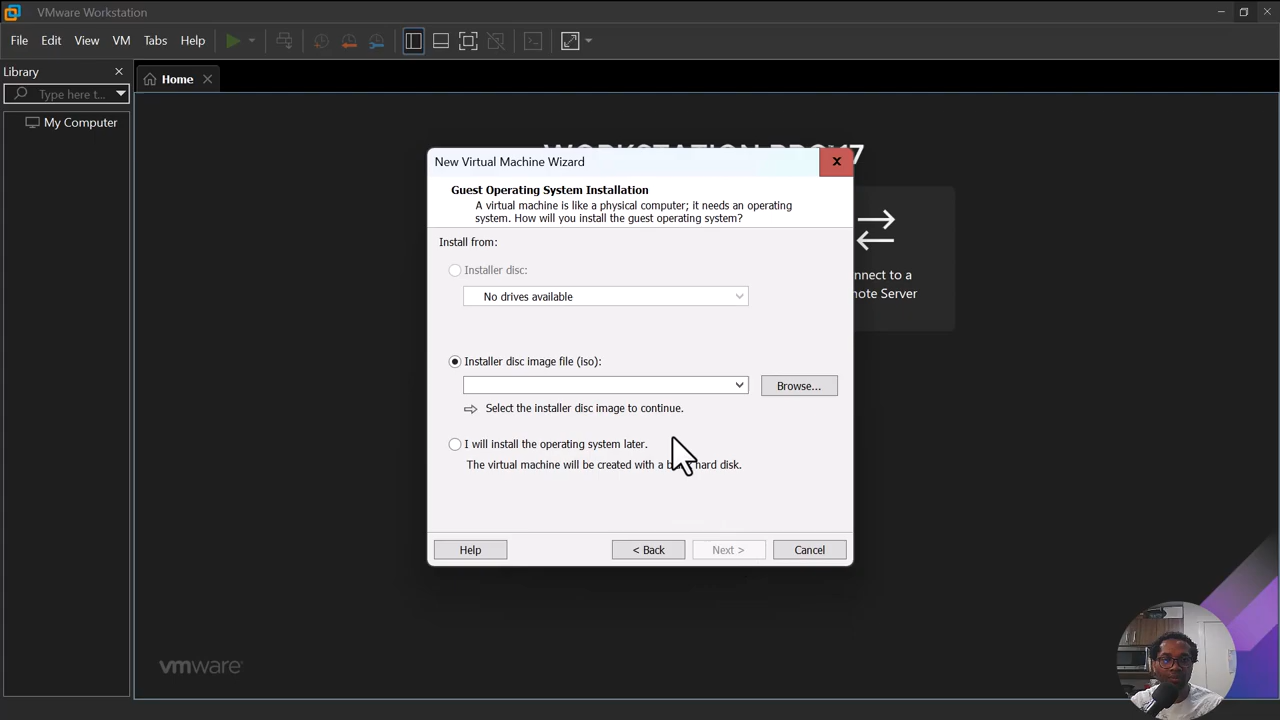 VMware Workstation
File Edit View VM Tabs Help
Library
Type here t...
My Computer
Home
New Virtual Machine Wizard
Guest Operating System Installation
A virtual machine is like a physical computer; it needs an operating
system. How will you install the guest operating system?
Install from:
Installer disc:
No drives available
Installer disc image file (iso):
Browse...
Select the installer disc image to continue.
I will install the operating system later.
The virtual machine will be created with a hard disk.
Help
< Back
Next >
Cancel
nnect to a
note Server
vmware